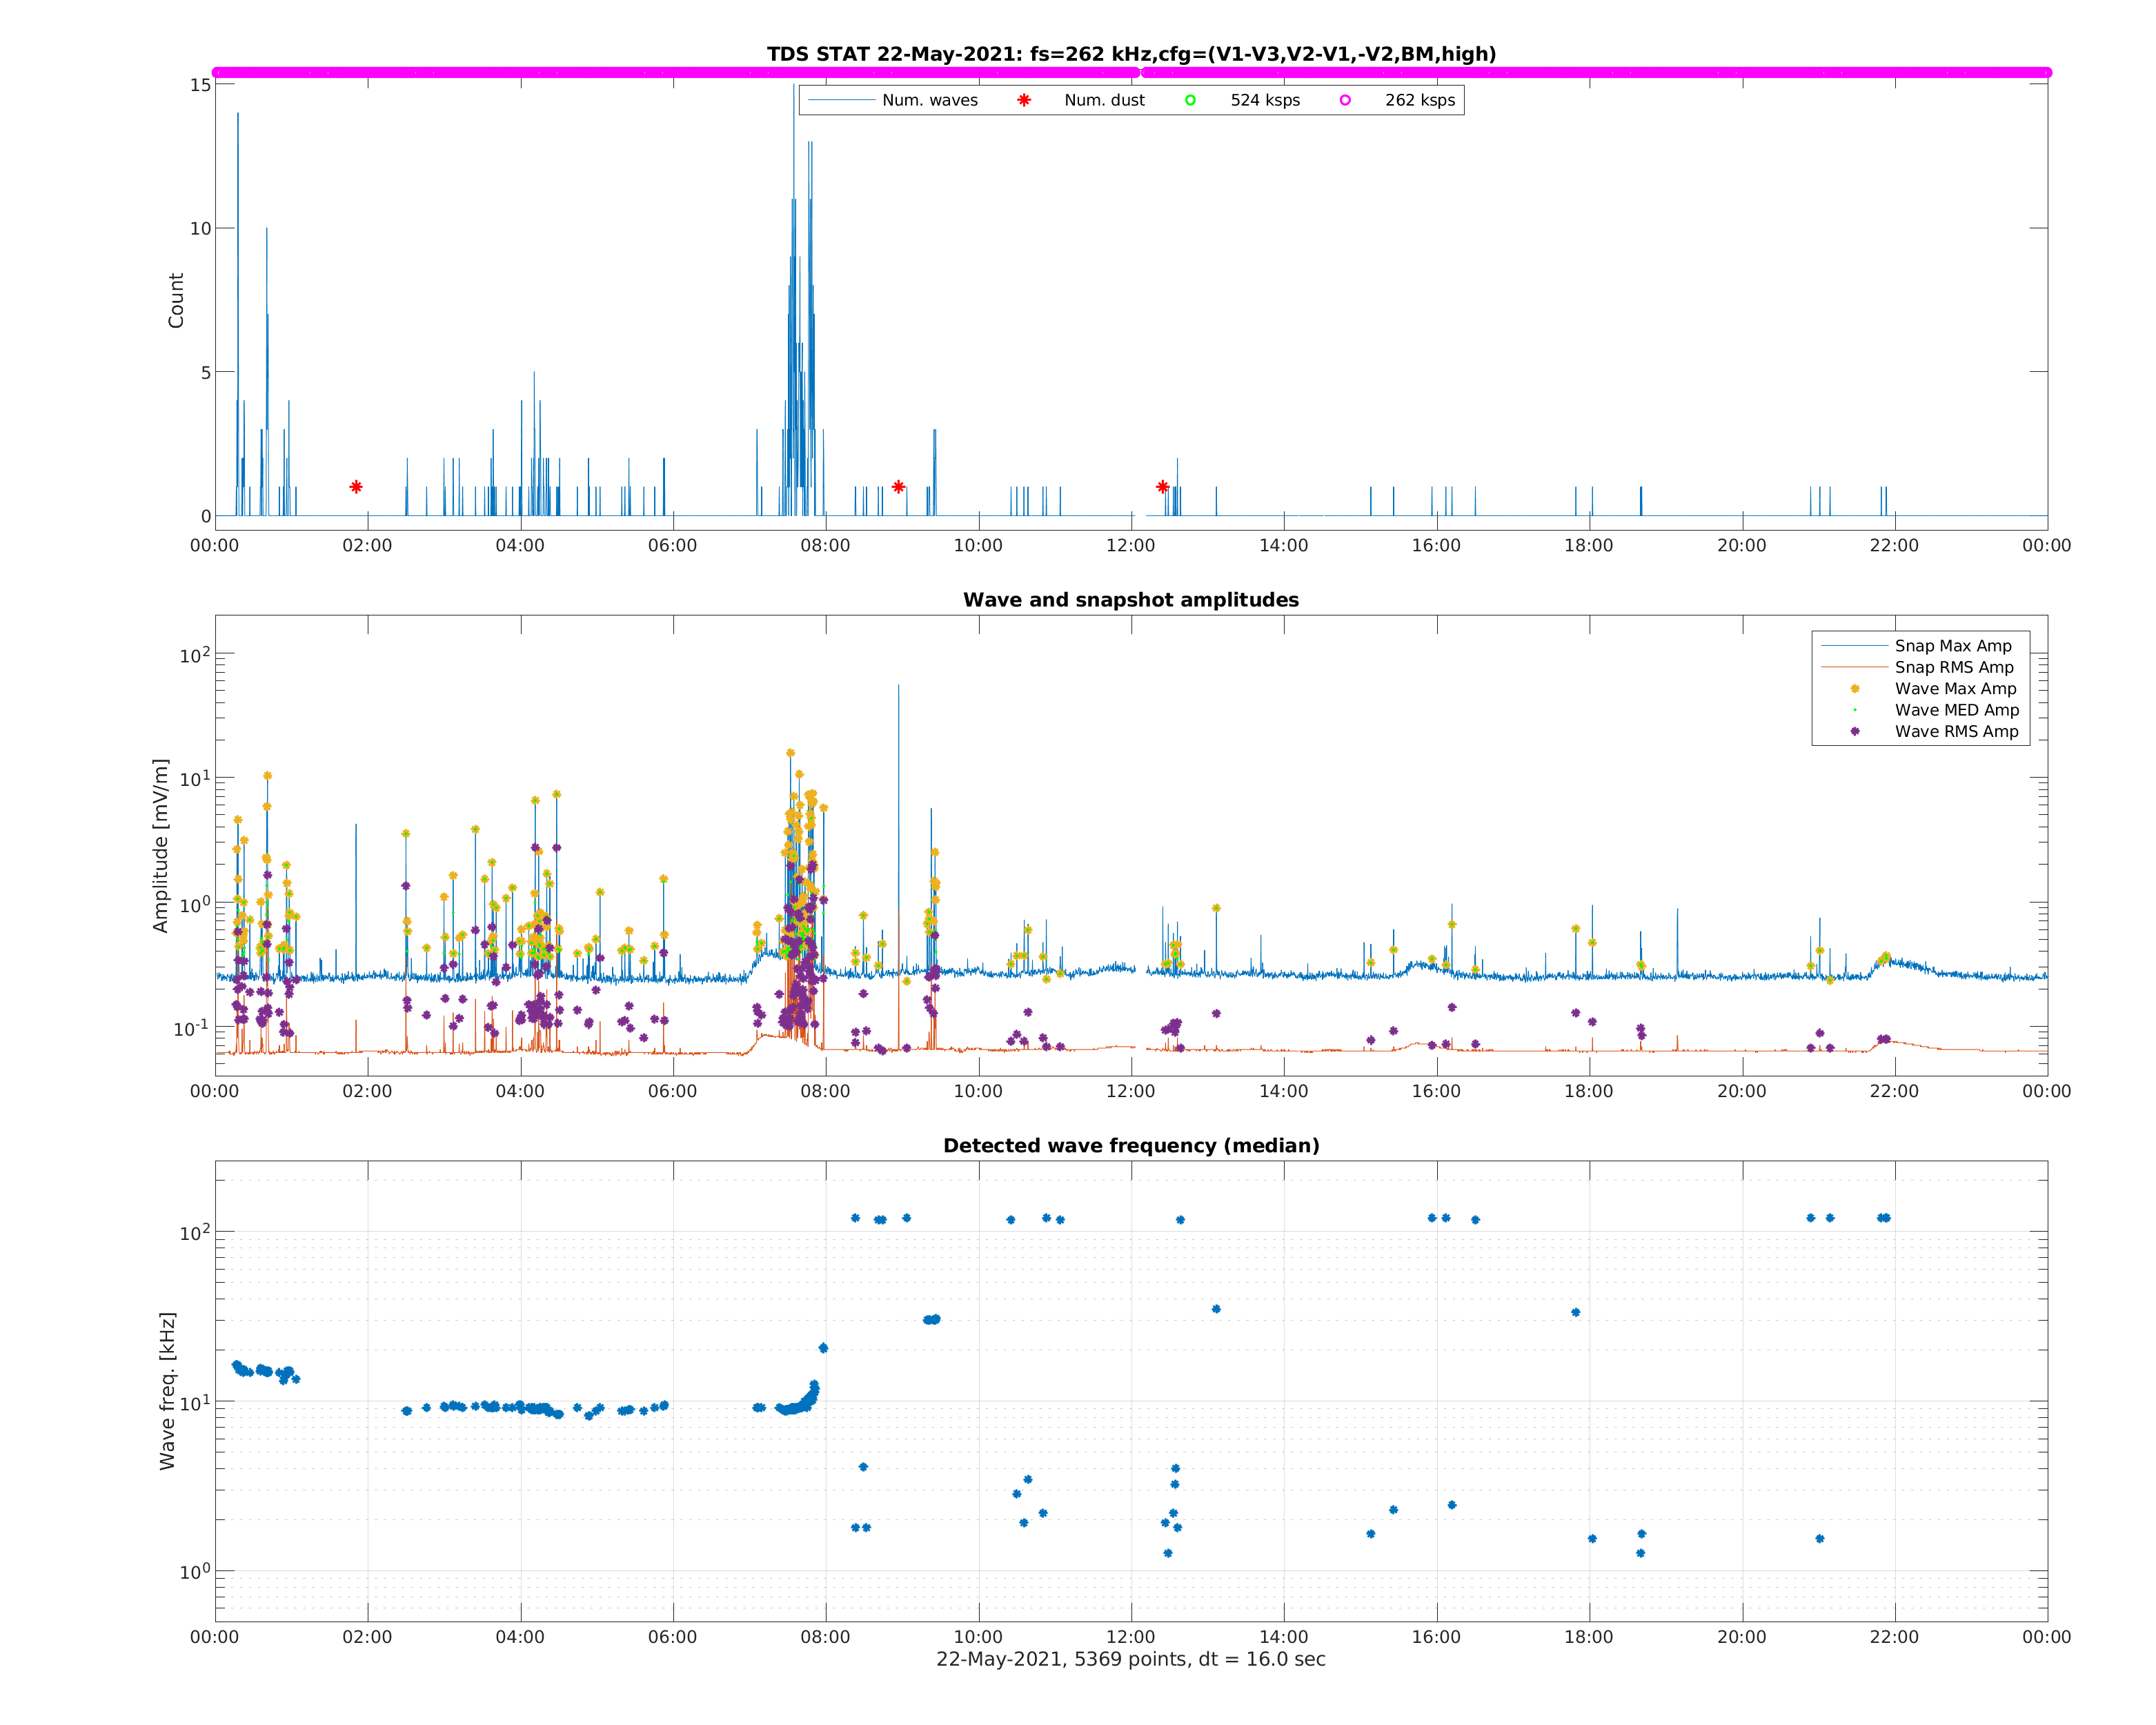 TDS STAT 22-May-2021: fs=262 kHz,cfg=(V1-V3,V2-V1,-V2,BM,high)
15
Num. waves Num. dust 524 ksps 262 ksps
10
Count
5
0
00:00 02:00 04:00 06:00 08:00 10:00 12:00 14:00 16:00 18:00 20:00 22:00 00:00
Wave and snapshot amplitudes
Snap Max Amp
Snap RMS Amp
Wave Max Amp
Wave MED Amp
Wave RMS Amp
10^2
10^1
Amplitude [mV/m]
10^0
10^-1
00:00 02:00 04:00 06:00 08:00 10:00 12:00 14:00 16:00 18:00 20:00 22:00 00:00
Detected wave frequency (median)
10^2
Wave freq. [kHz]
10^1
10^0
00:00 02:00 04:00 06:00 08:00 10:00 12:00 14:00 16:00 18:00 20:00 22:00 00:00
22-May-2021, 5369 points, dt = 16.0 sec